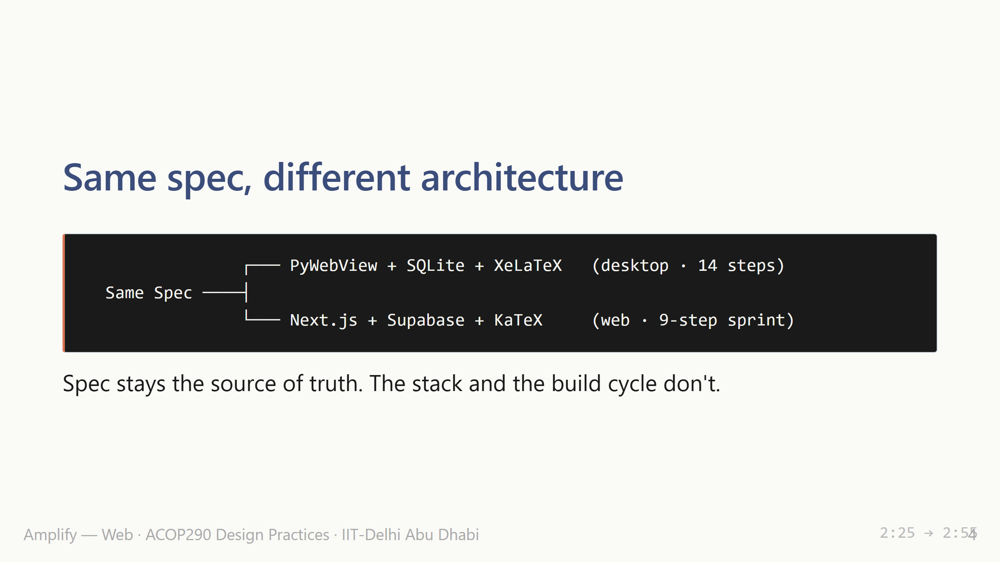 Same spec, different architecture
┌─── PyWebView + SQLite + XeLaTeX (desktop · 14 steps)
Same Spec ────┤
└─── Next.js + Supabase + KaTeX (web · 9-step sprint)
Spec stays the source of truth. The stack and the build cycle don't.
Amplify — Web · ACOP290 Design Practices · IIT-Delhi Abu Dhabi
2:25 → 2:55
4